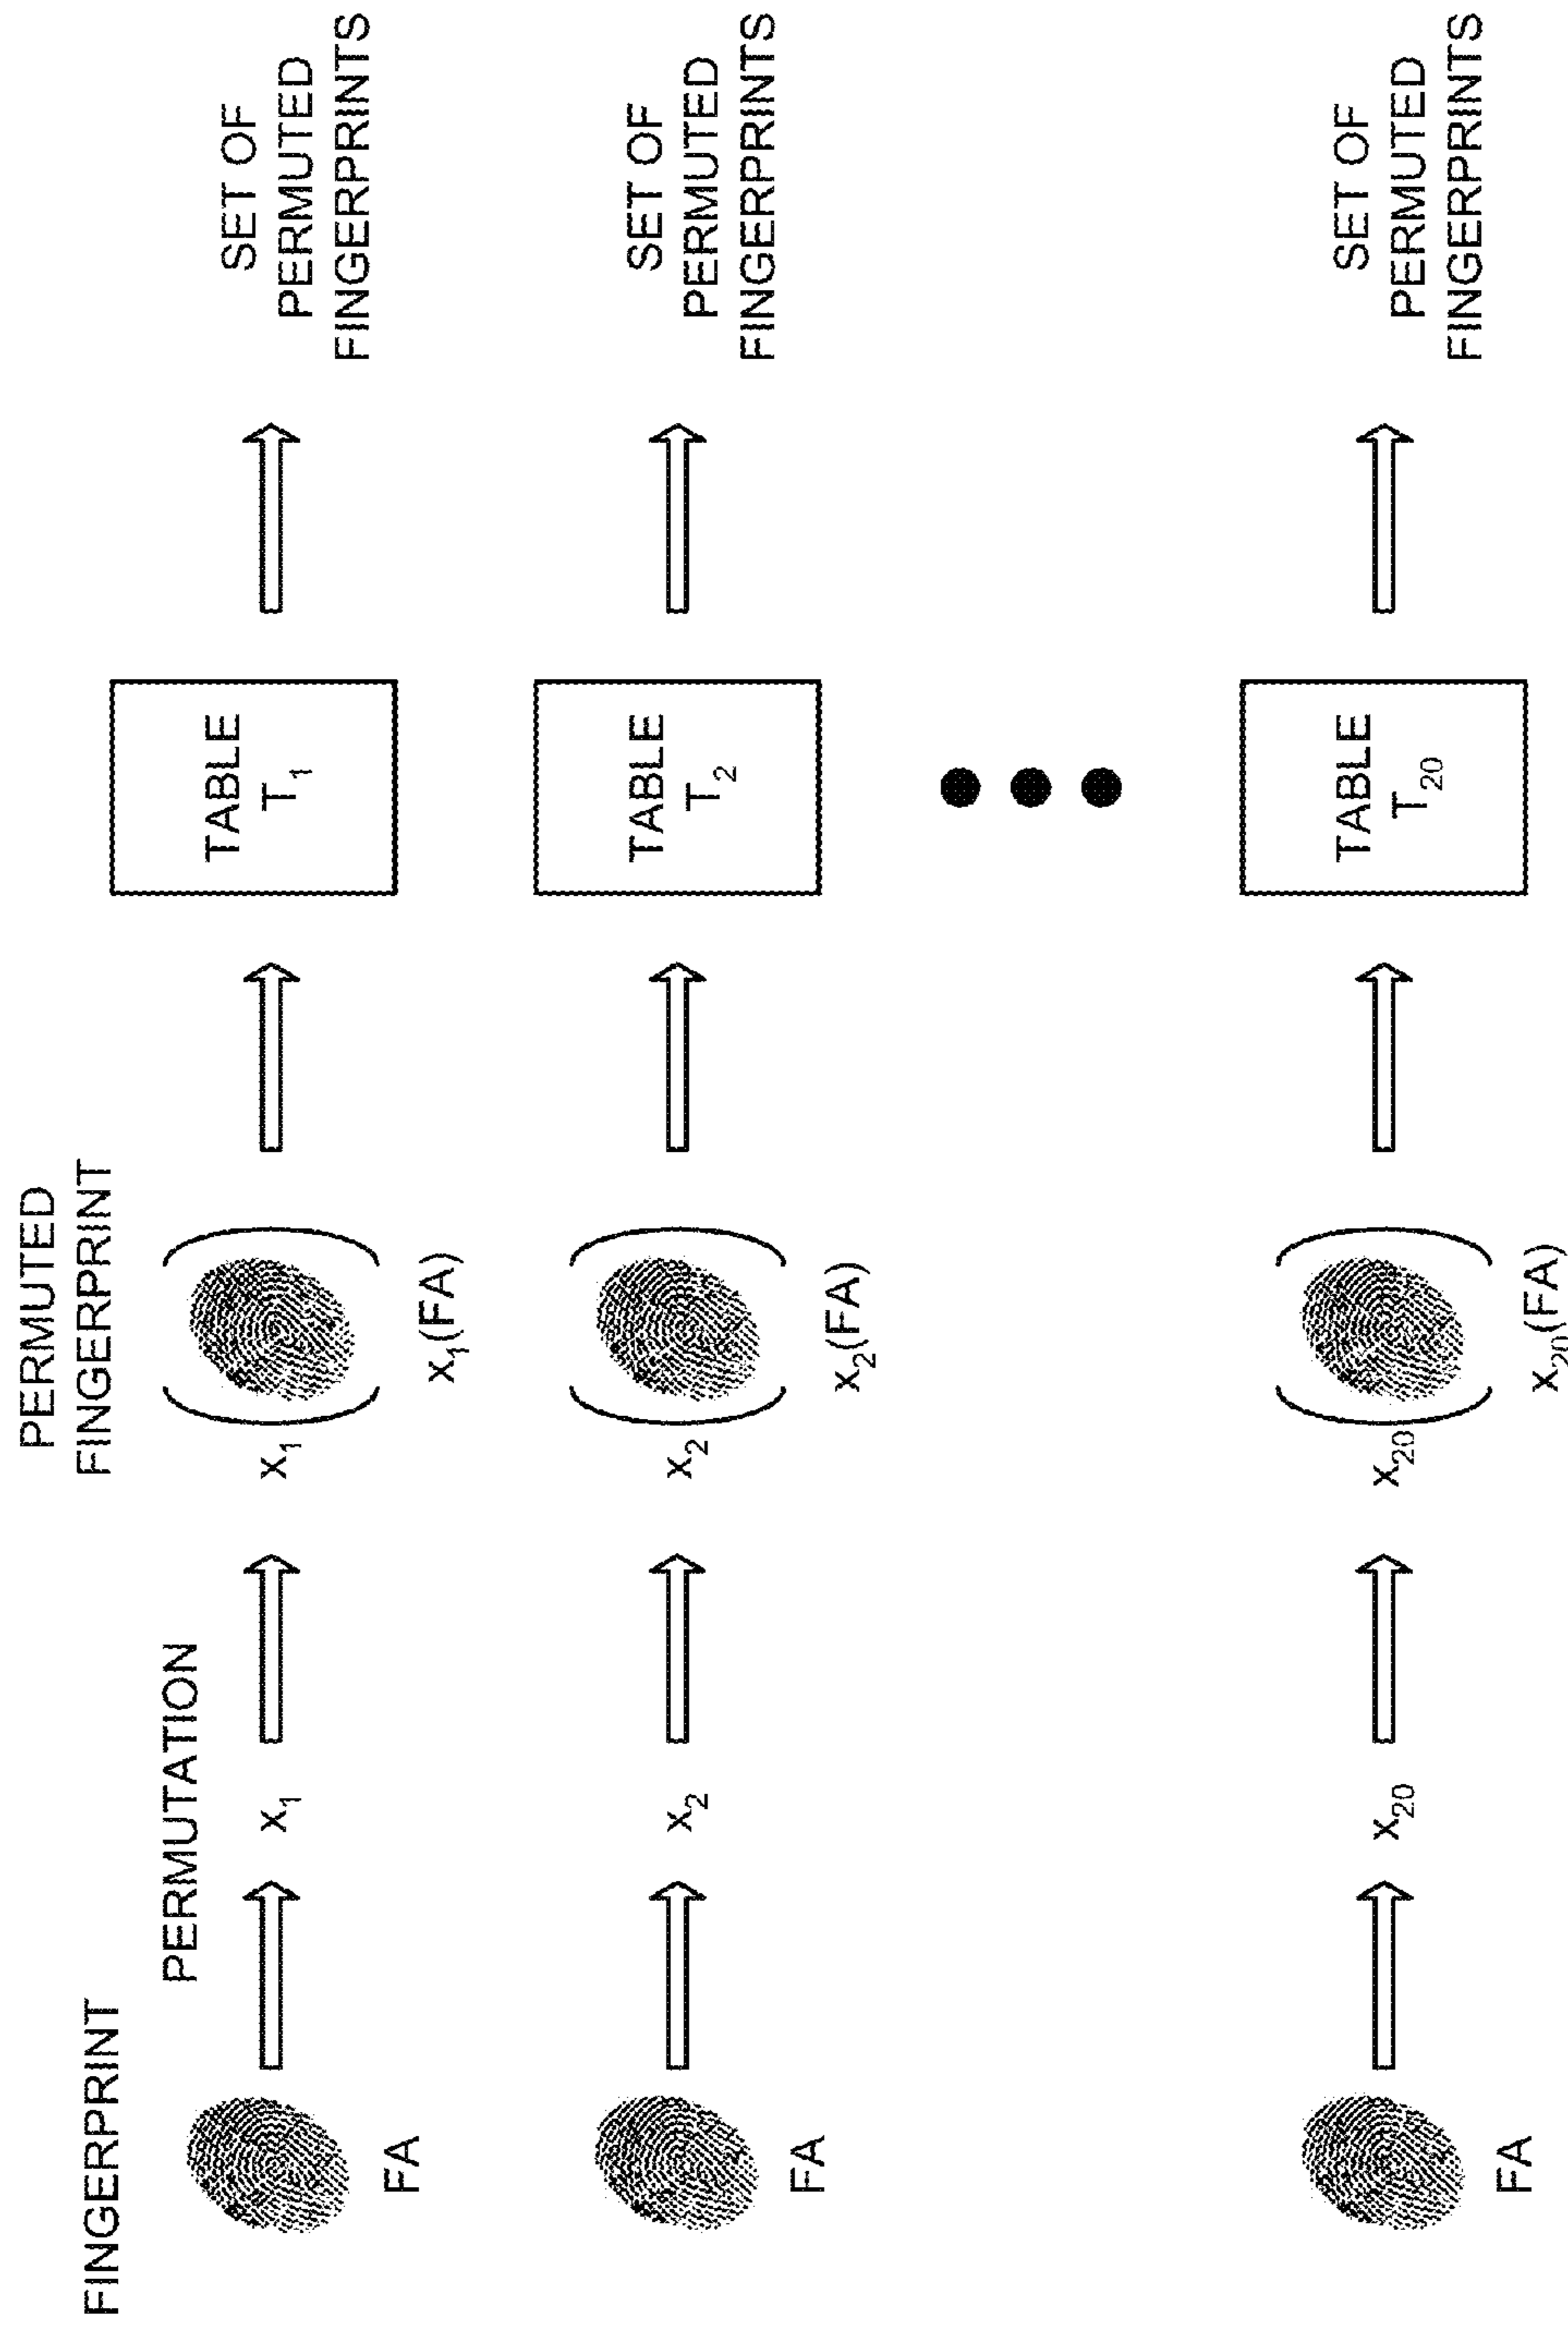 FINGERPRINT
PERMUTATION
PERMUTED
FINGERPRINT
FA
x₁
x₁
x₁(FA)
TABLE
T₁
SET OF
PERMUTED
FINGERPRINTS
FA
x₂
x₂
x₂(FA)
TABLE
T₂
SET OF
PERMUTED
FINGERPRINTS
FA
x₂₀
x₂₀
x₂₀(FA)
TABLE
T₂₀
SET OF
PERMUTED
FINGERPRINTS